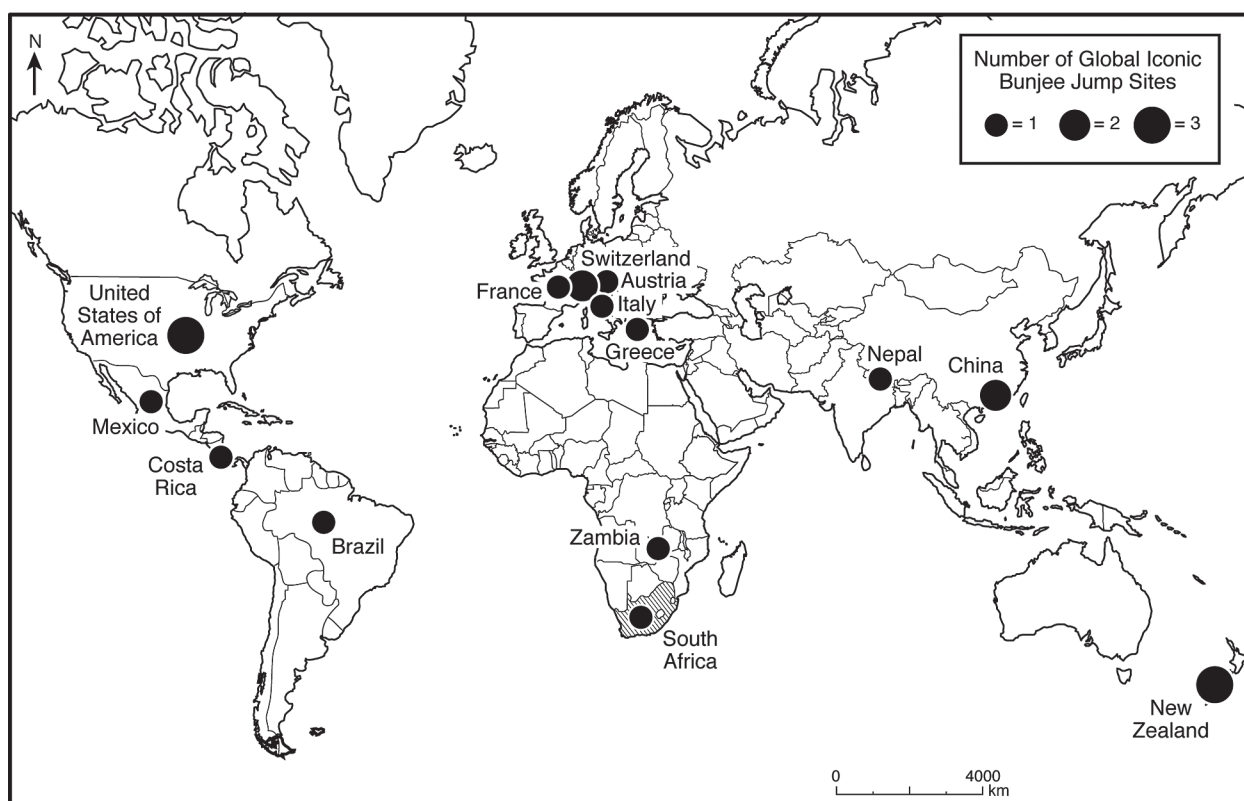 N
Number of Global Iconic
Bunjee Jump Sites
= 1 = 2 = 3
Switzerland
Austria
France
Italy
Greece
United
States of
America
Nepal
China
Mexico
Costa
Rica
Brazil
Zambia
South
Africa
New
Zealand
0 4000
km